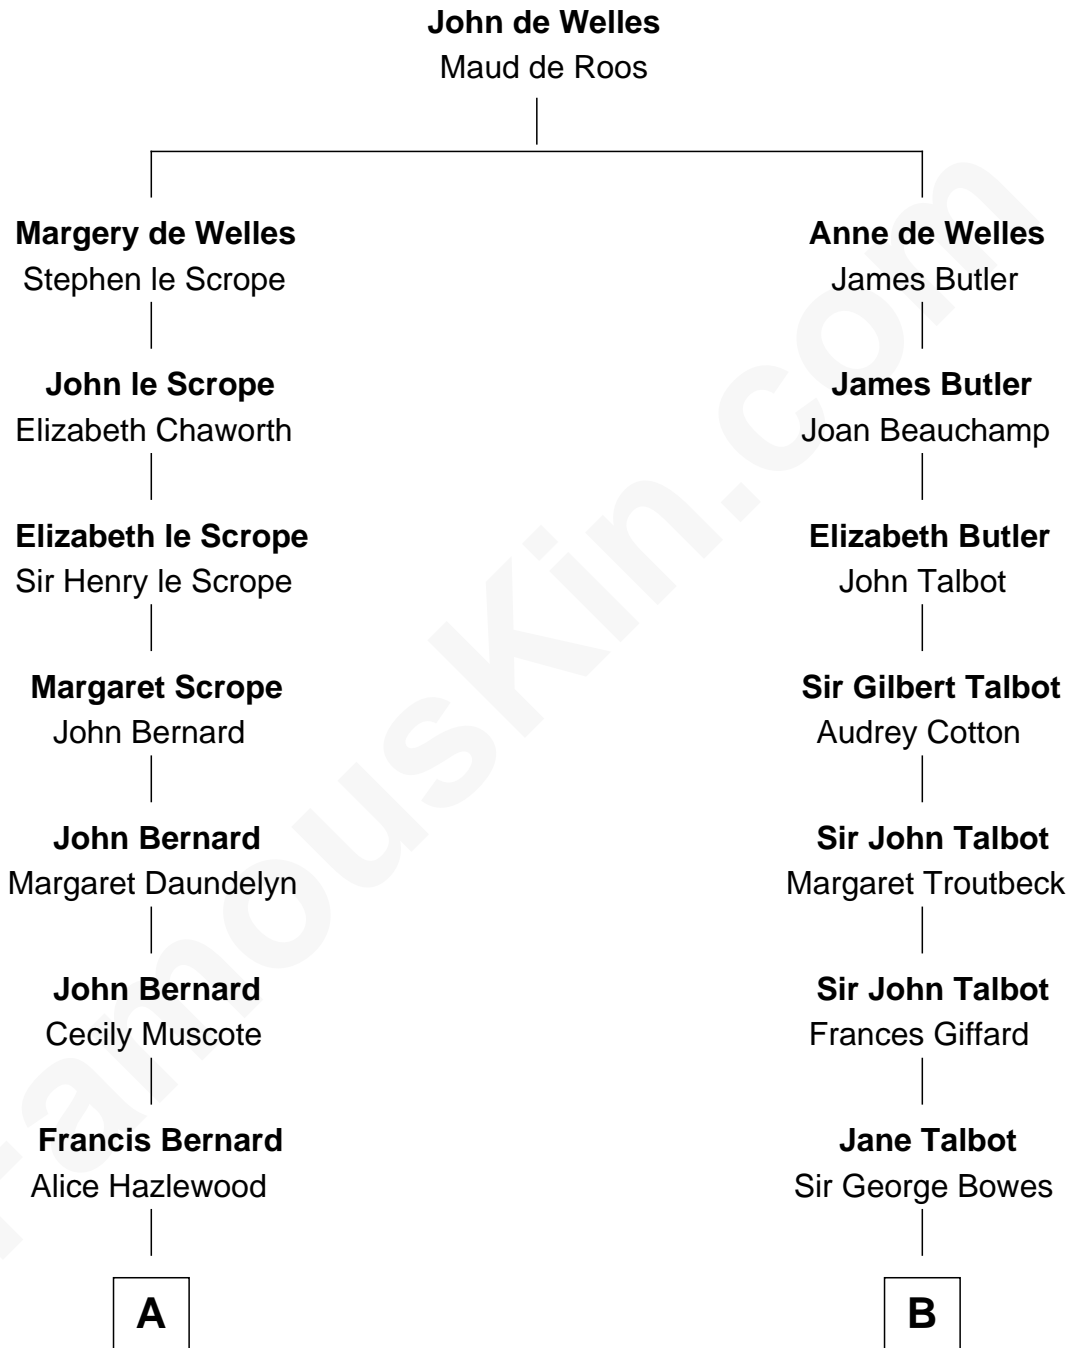 John de Welles
Maud de Roos
Margery de Welles
Stephen le Scrope
Anne de Welles
James Butler
John le Scrope
Elizabeth Chaworth
James Butler
Joan Beauchamp
Elizabeth le Scrope
Sir Henry le Scrope
Elizabeth Butler
John Talbot
Margaret Scrope
John Bernard
Sir Gilbert Talbot
Audrey Cotton
John Bernard
Margaret Daundelyn
Sir John Talbot
Margaret Troutbeck
John Bernard
Cecily Muscote
Sir John Talbot
Frances Giffard
Francis Bernard
Alice Hazlewood
Jane Talbot
Sir George Bowes
A
B
FamousKin.com